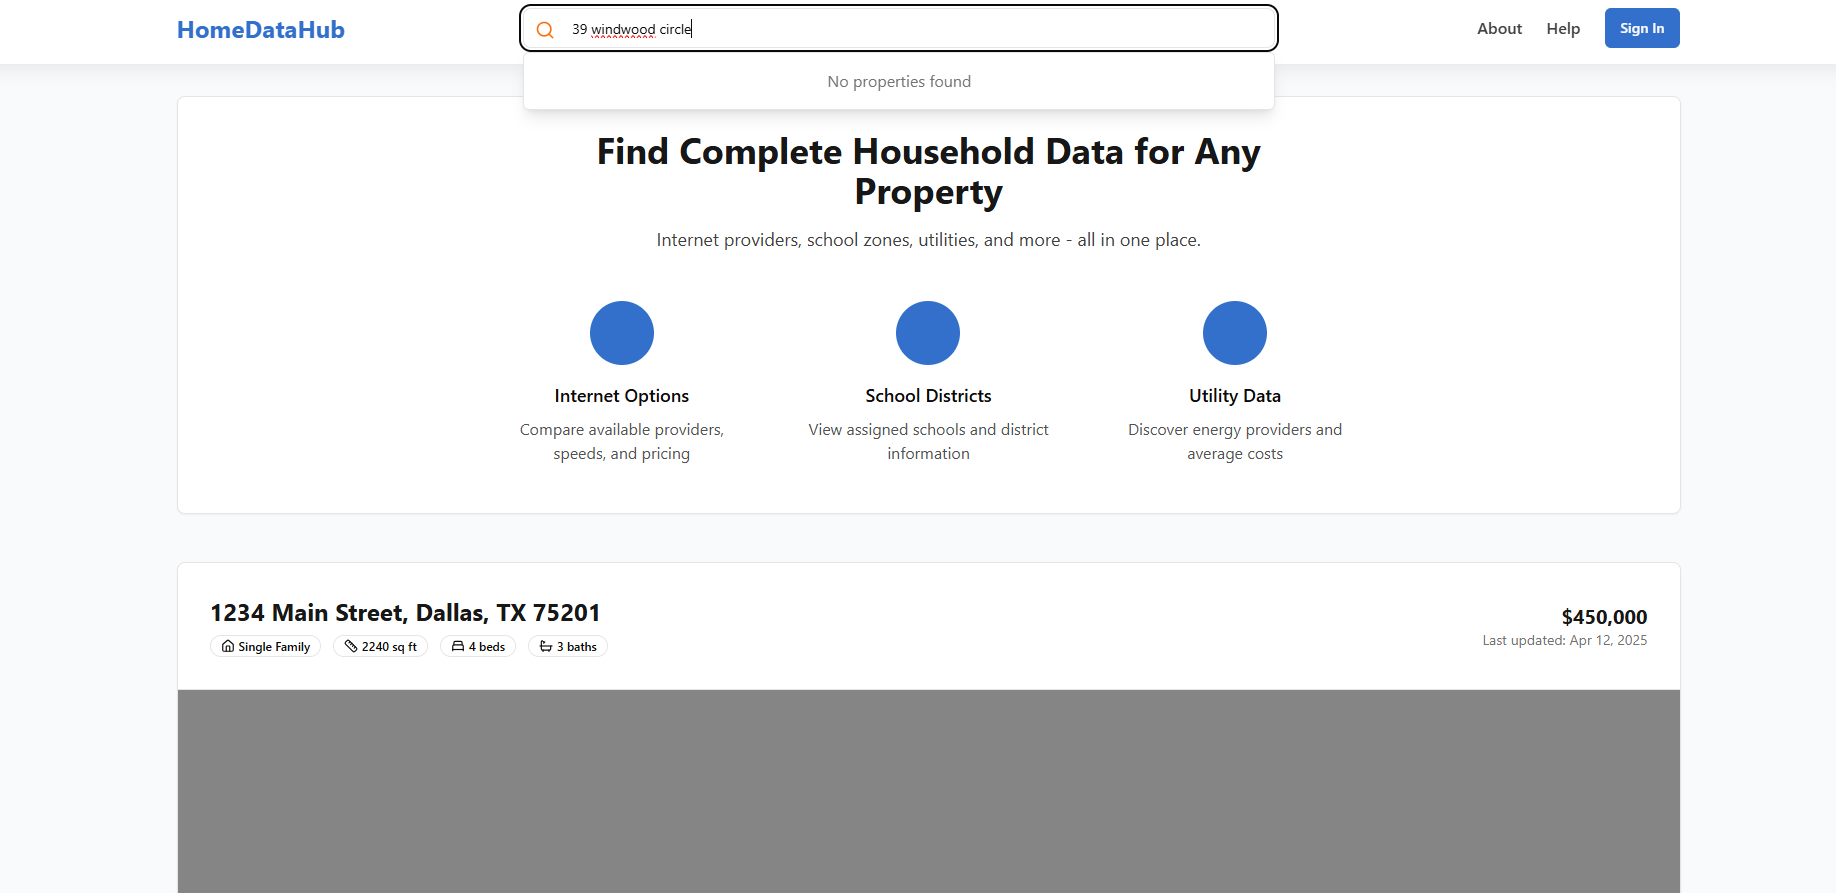 HomeDataHub
39 windwood circle
About
Help
Sign In
No properties found
Find Complete Household Data for Any
Property
Internet providers, school zones, utilities, and more - all in one place.
Internet Options
Compare available providers,
speeds, and pricing
School Districts
View assigned schools and district
information
Utility Data
Discover energy providers and
average costs
1234 Main Street, Dallas, TX 75201
Single Family
2240 sq ft
4 beds
3 baths
$450,000
Last updated: Apr 12, 2025